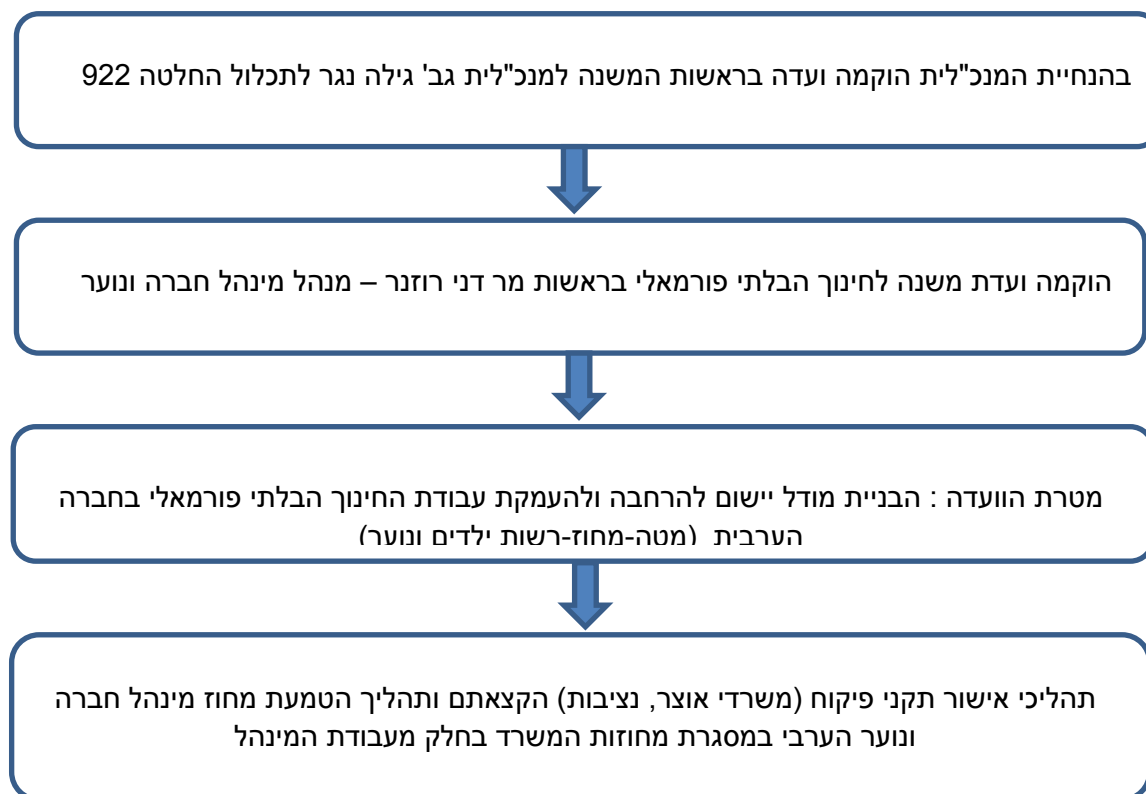 בהנחיית המנכ"לית הוקמה ועדה בראשות המשנה למנכ"לית גב' גילה נגר לתכלול החלטה 922
הוקמה ועדת משנה לחינוך הבלתי פורמאלי בראשות מר דני רוזנר – מנהל מינהל חברה ונוער
מטרת הוועדה : הבניית מודל יישום להרחבה ולהעמקת עבודת החינוך הבלתי פורמאלי בחברה
הערבית (מטה-מחוז-רשות ילדים ונוער)
תהליכי אישור תקני פיקוח (משרדי אוצר, נציבות) הקצאתם ותהליך הטמעת מחוז מינהל חברה
ונוער הערבי במסגרת מחוזות המשרד בחלק מעבודת המינהל